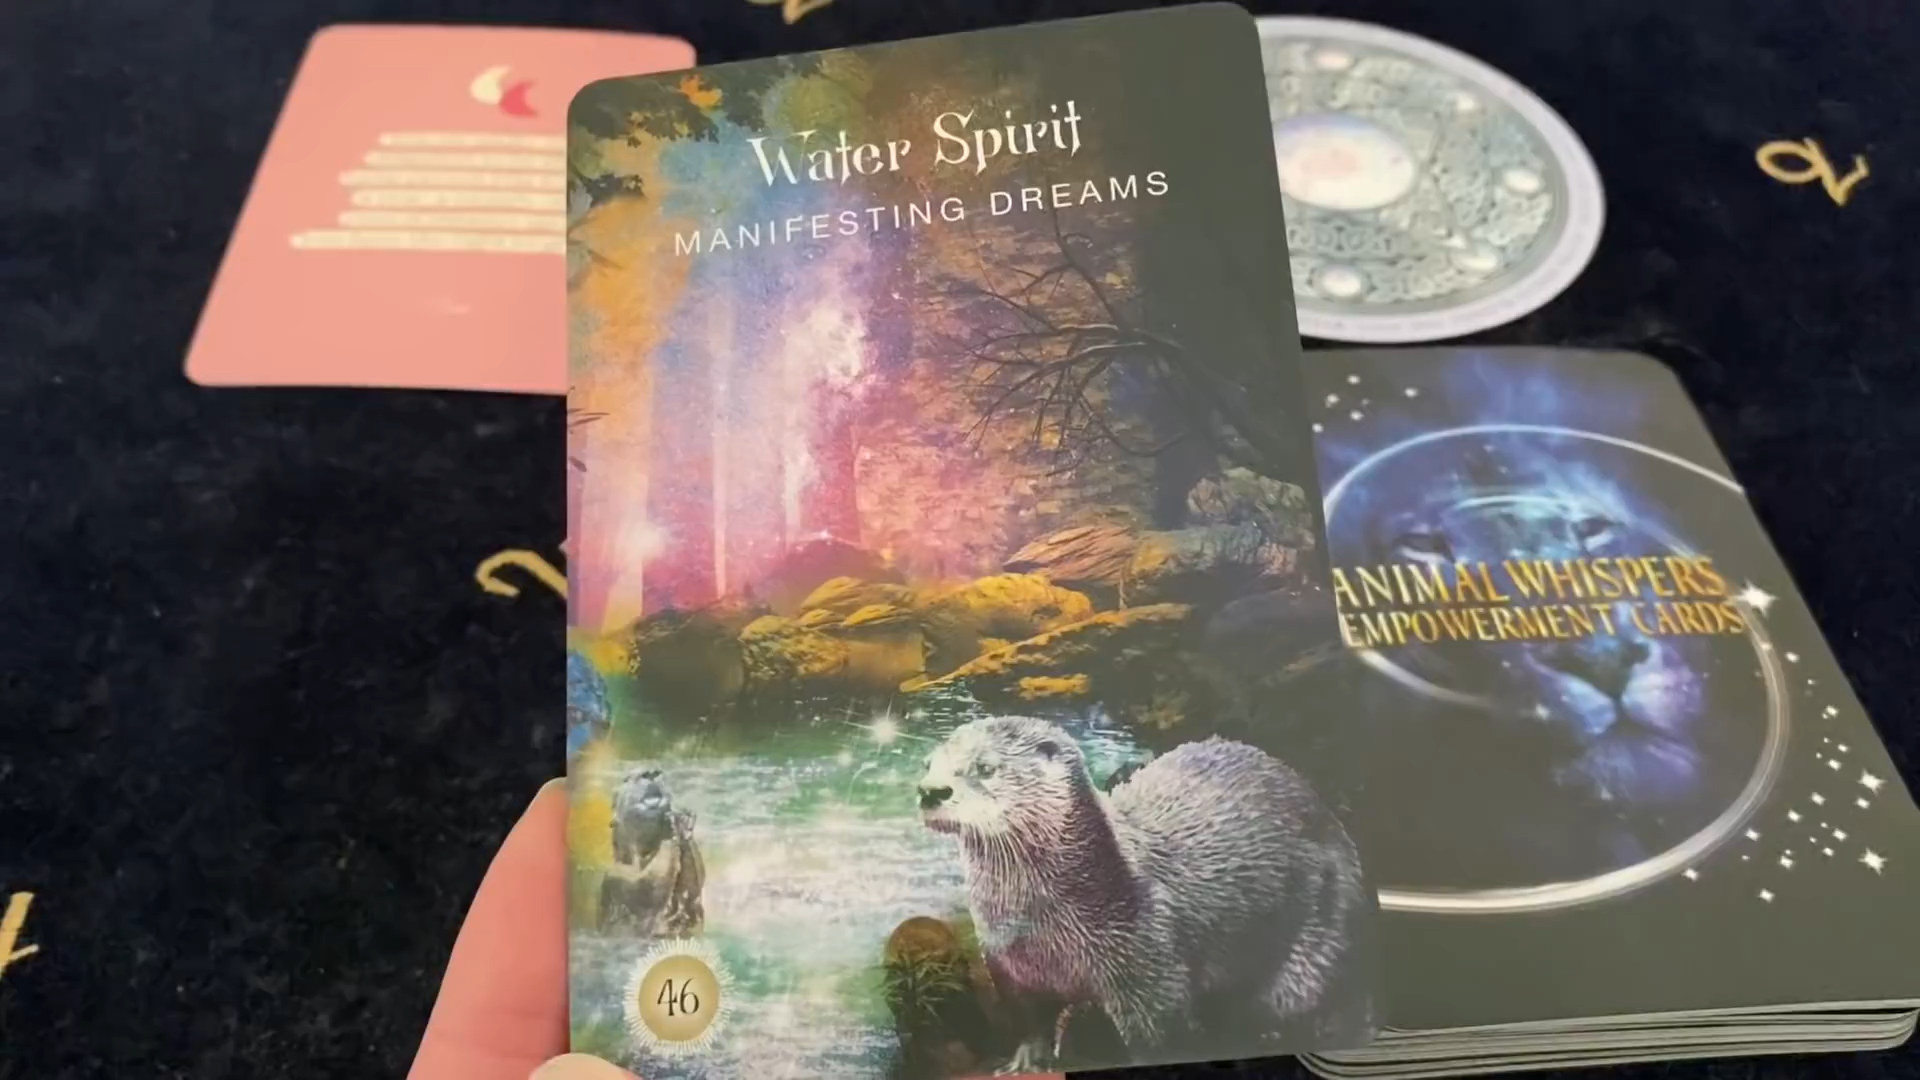 Water Spirit
MANIFESTING DREAMS
46
ANIMAL WHISPERS
EMPOWERMENT CARDS